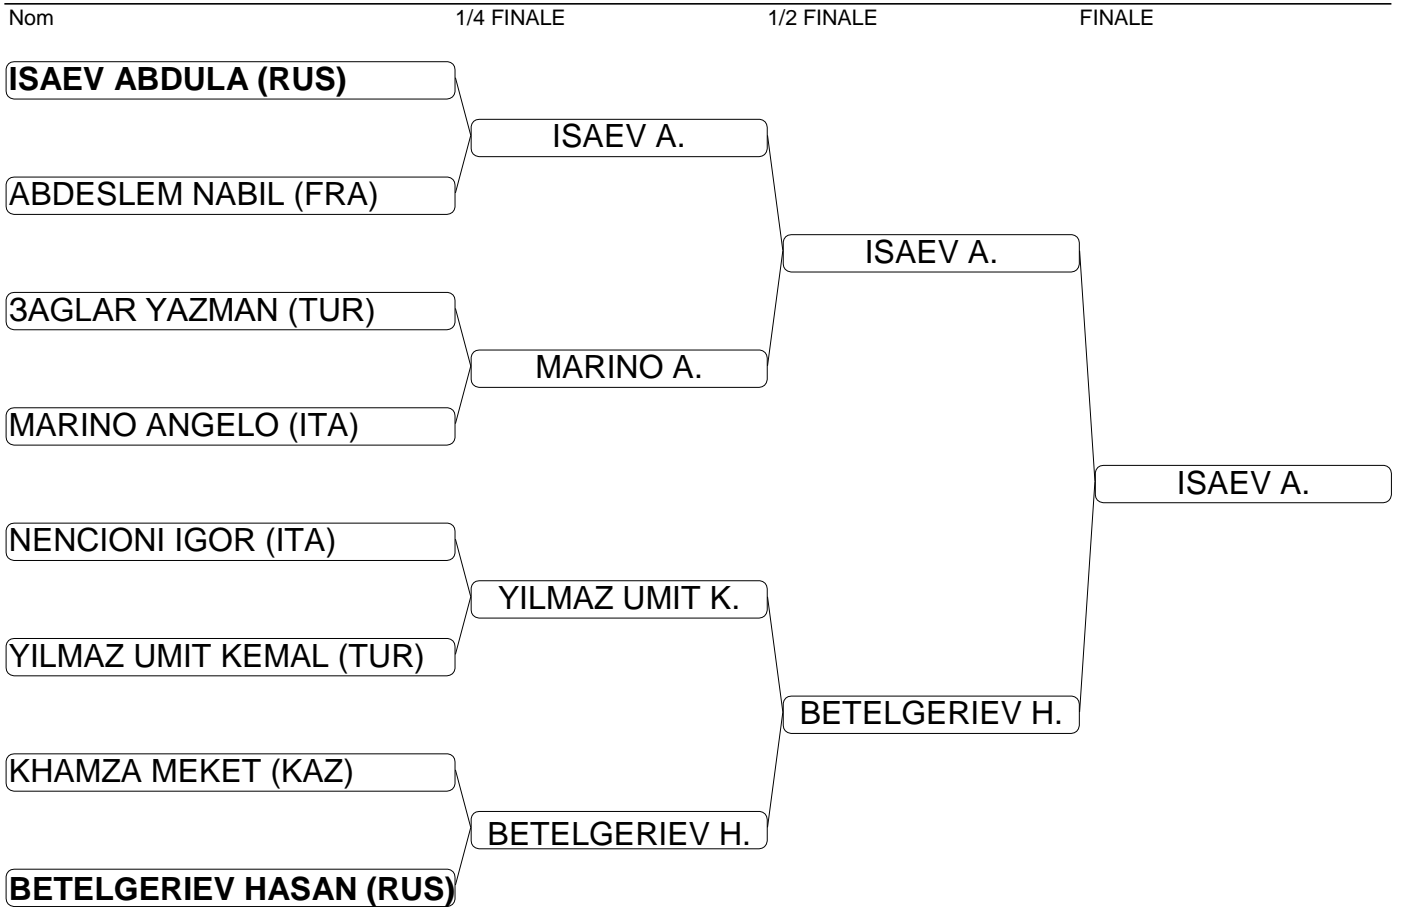 Nom 1/4 FINALE 1/2 FINALE FINALE
ISAEV ABDULA (RUS)
ISAEV A.
ABDESLEM NABIL (FRA)
ISAEV A.
3AGLAR YAZMAN (TUR)
MARINO A.
MARINO ANGELO (ITA)
ISAEV A.
NENCIONI IGOR (ITA)
YILMAZ UMIT K.
YILMAZ UMIT KEMAL (TUR)
BETELGERIEV H.
KHAMZA MEKET (KAZ)
BETELGERIEV H.
BETELGERIEV HASAN (RUS)